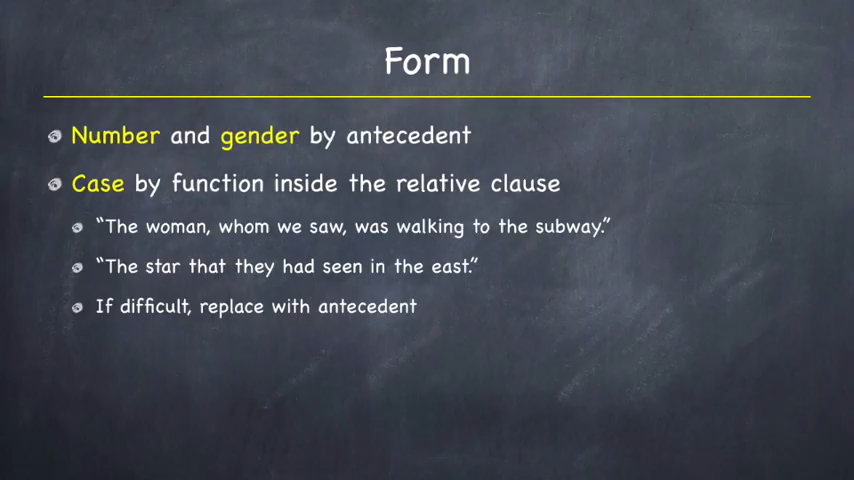 Form
Number and gender by antecedent
Case by function inside the relative clause
“The woman, whom we saw, was walking to the subway.”
“The star that they had seen in the east.”
If difficult, replace with antecedent